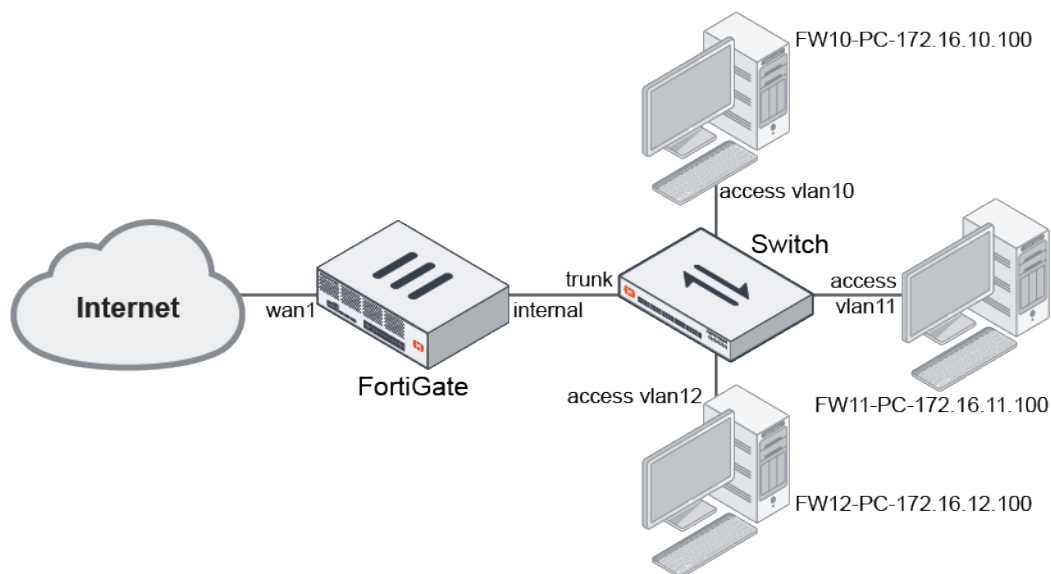 FW10-PC-172.16.10.100
access vlan10
Switch
trunk
access
vlan11
Internet
wan1
internal
FortiGate
access vlan12
FW11-PC-172.16.11.100
FW12-PC-172.16.12.100